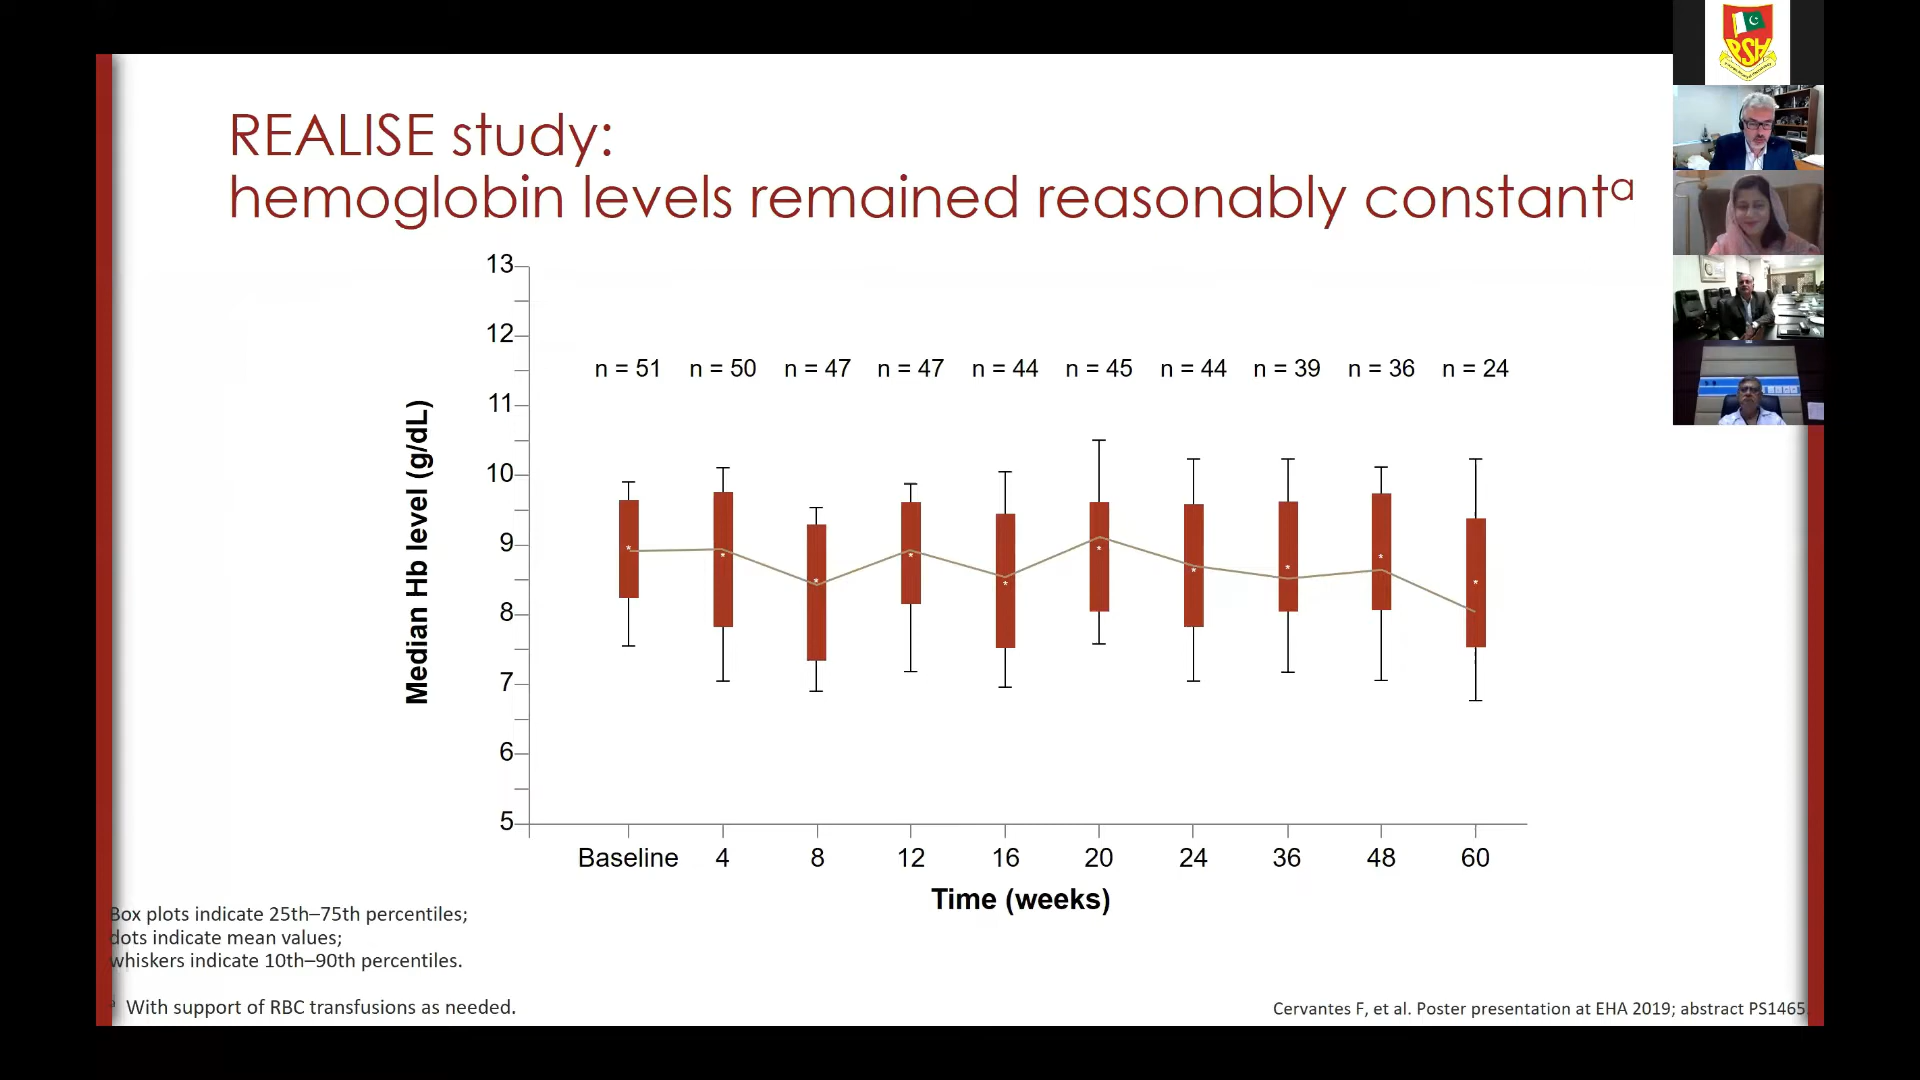 REALISE study:
hemoglobin levels remained reasonably constantᵃ
13
12
11
10
9
8
7
6
5
Median Hb level (g/dL)
n = 51 n = 50 n = 47 n = 47 n = 44 n = 45 n = 44 n = 39 n = 36 n = 24
Baseline 4 8 12 16 20 24 36 48 60
Time (weeks)
Box plots indicate 25th–75th percentiles;
dots indicate mean values;
whiskers indicate 10th–90th percentiles.
ᵃ With support of RBC transfusions as needed.
Cervantes F, et al. Poster presentation at EHA 2019; abstract PS1465.
PSH